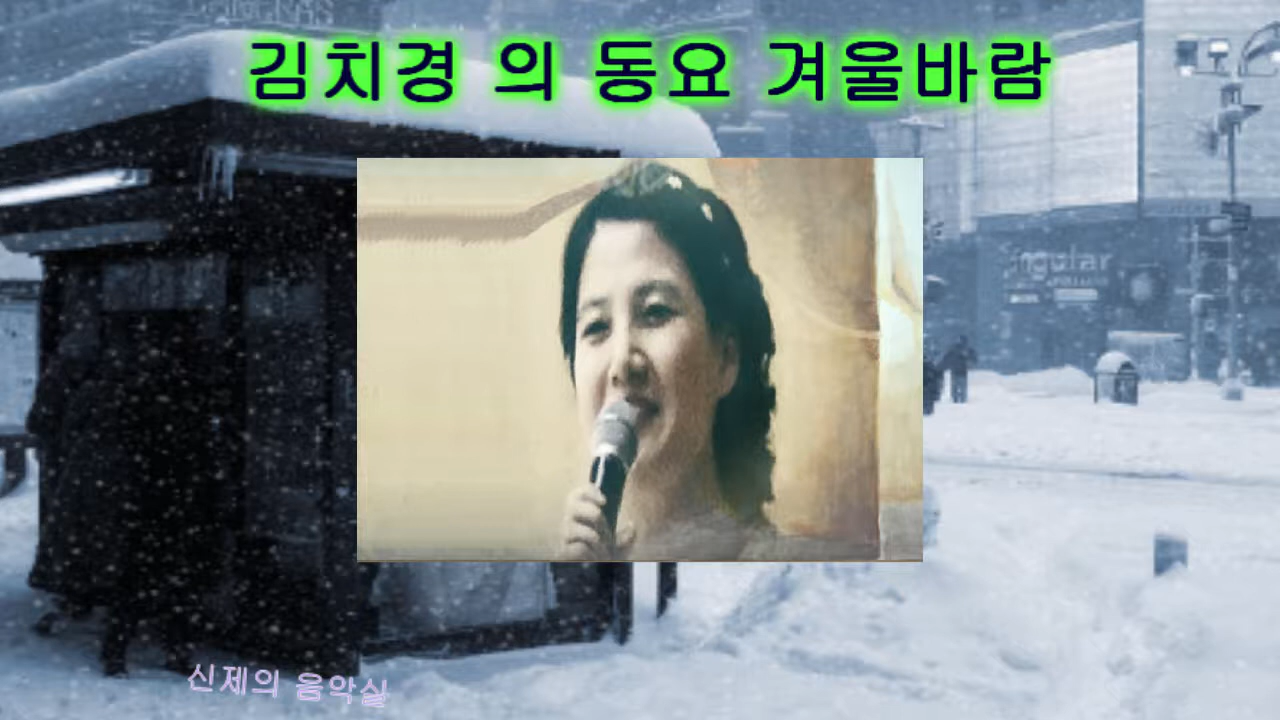 김치경 의 동요 겨울바람
신제의 음악실